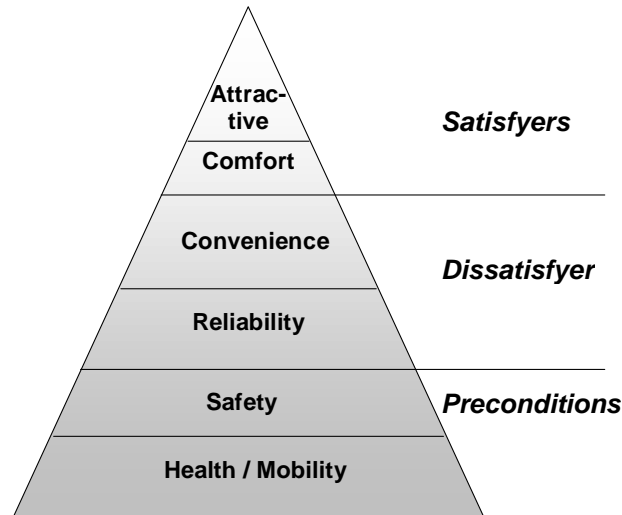 Attrac-
tive
Satisfyers
Comfort
Convenience
Dissatisfyer
Reliability
Safety
Preconditions
Health / Mobility